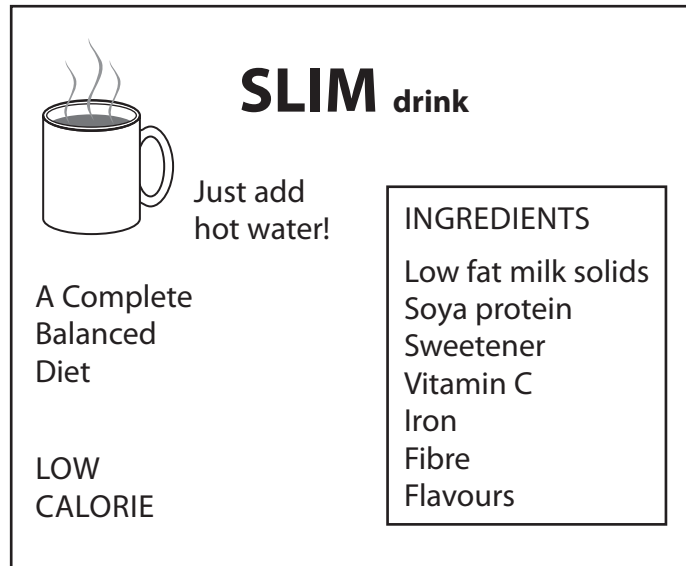 SLIM drink
Just add
hot water!
A Complete
Balanced
Diet
LOW
CALORIE
INGREDIENTS
Low fat milk solids
Soya protein
Sweetener
Vitamin C
Iron
Fibre
Flavours